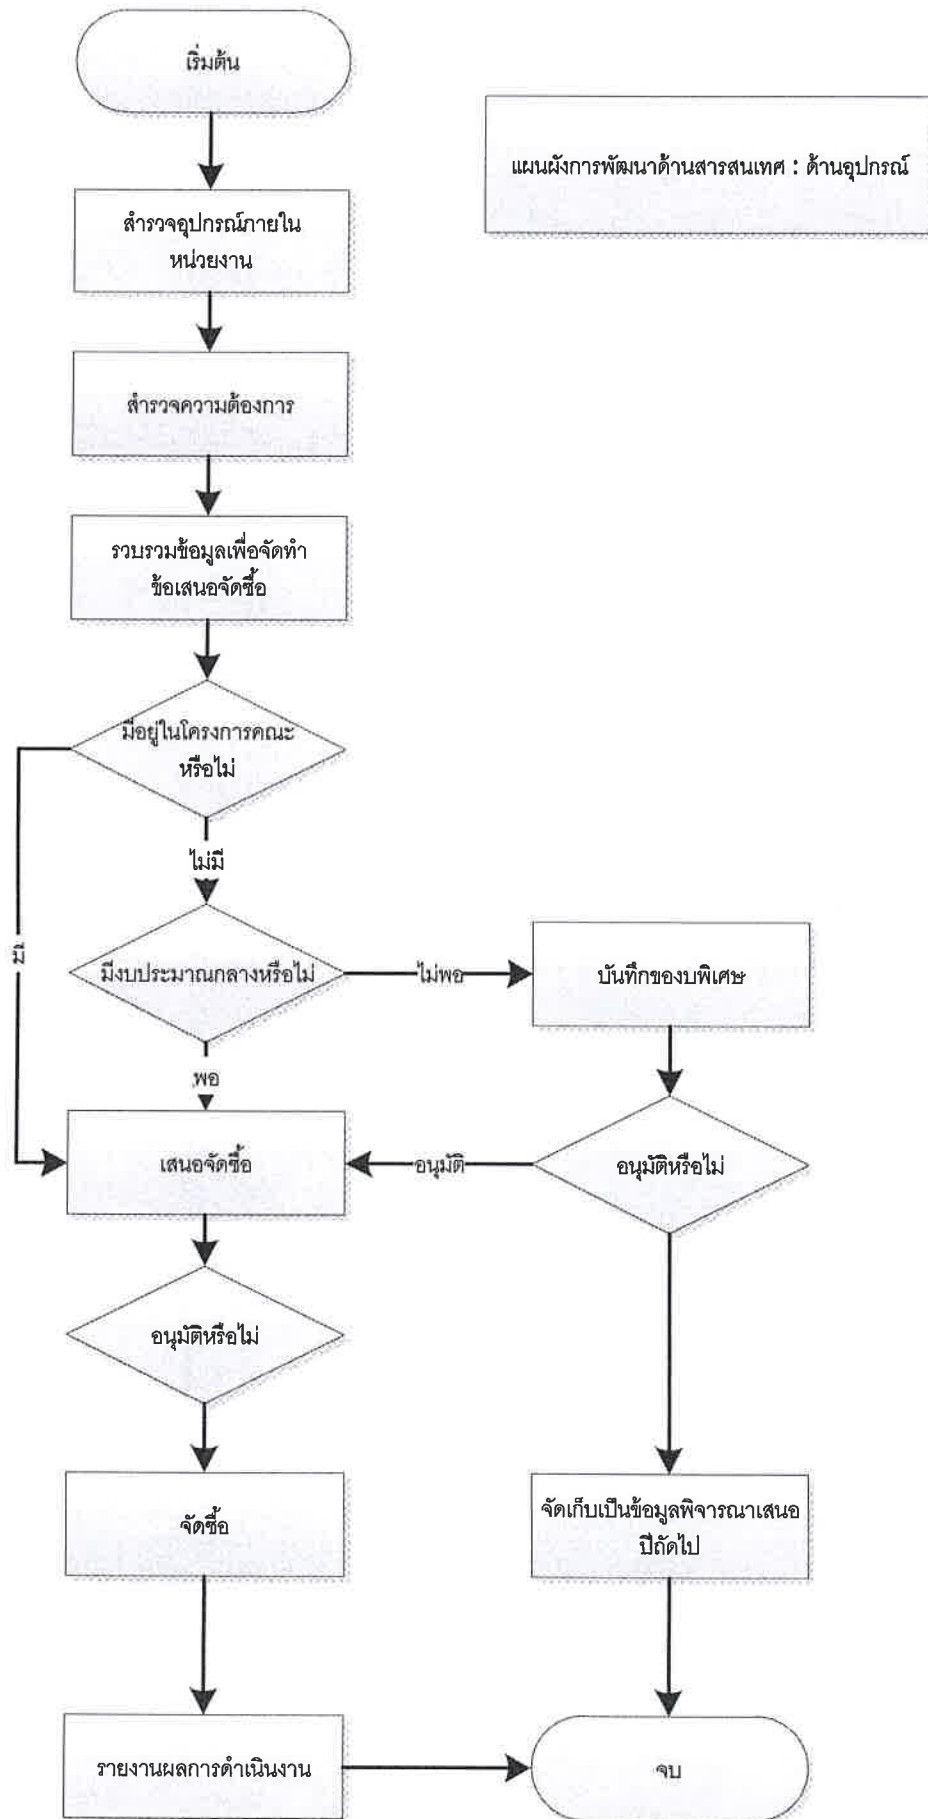 เริ่มต้น
แผนผังการพัฒนาด้านสารสนเทศ : ด้านอุปกรณ์
สำรวจอุปกรณ์ภายใน
หน่วยงาน
สำรวจความต้องการ
รวบรวมข้อมูลเพื่อจัดทำ
ข้อเสนอจัดซื้อ
มีอยู่ในโครงการคณะ
หรือไม่
ไม่มี
มี
มีงบประมาณกลางหรือไม่
ไม่พอ
บันทึกของบพิเศษ
พอ
เสนอจัดซื้อ
อนุมัติ
อนุมัติหรือไม่
อนุมัติหรือไม่
จัดซื้อ
จัดเก็บเป็นข้อมูลพิจารณาเสนอ
ปีถัดไป
รายงานผลการดำเนินงาน
จบ